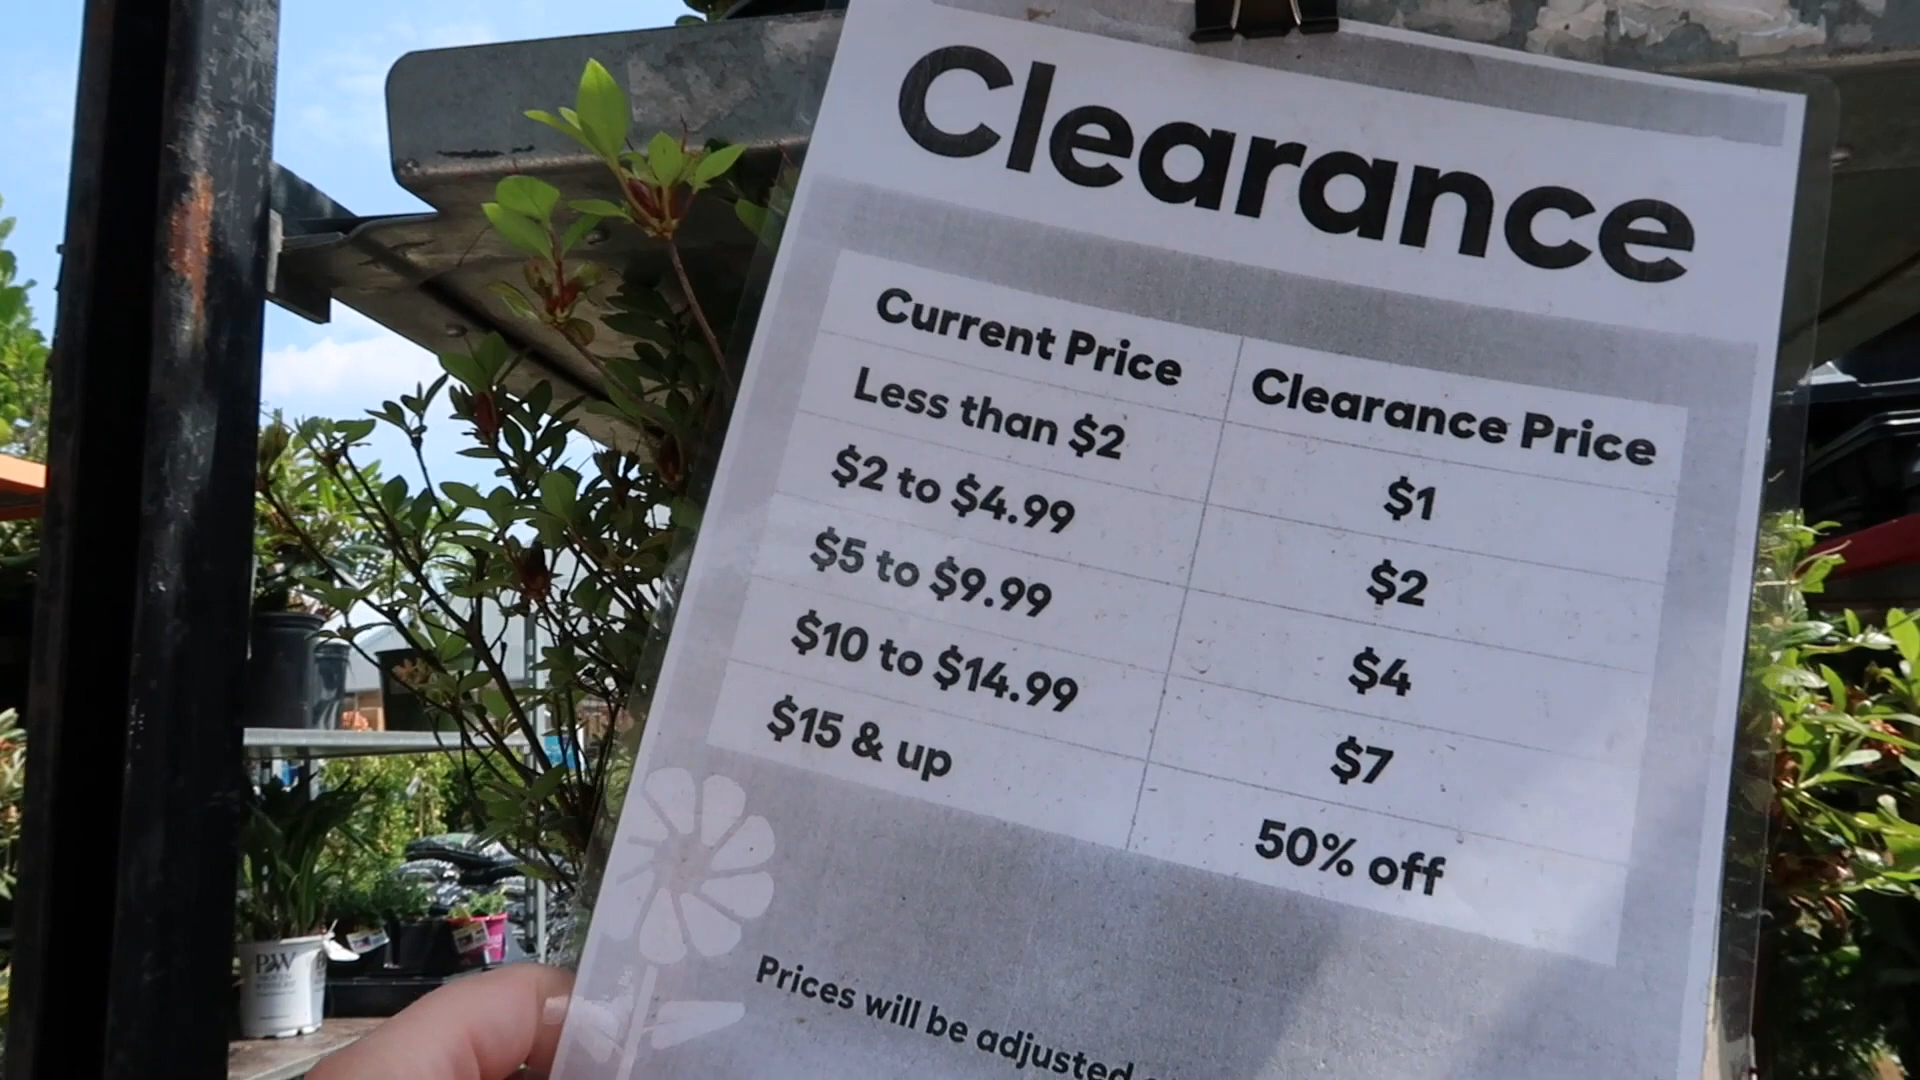 Clearance
Current Price Clearance Price
Less than $2 $1
$2 to $4.99 $2
$5 to $9.99 $4
$10 to $14.99 $7
$15 & up 50% off
Prices will be adjusted
PW